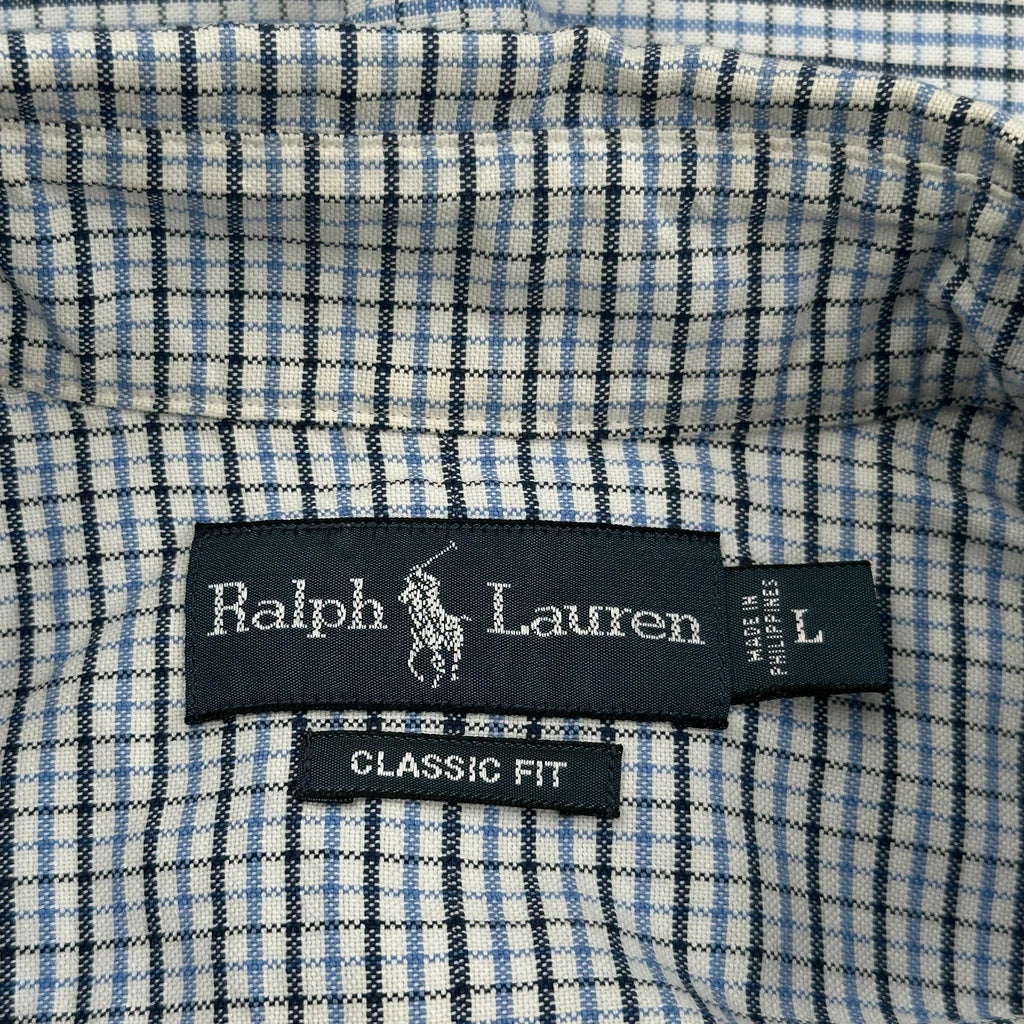 Ralph Lauren
MADE IN
PHILIPPINES
L
CLASSIC FIT